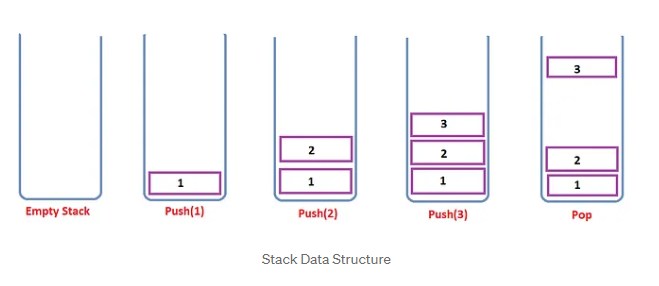 3
3
2
2
2
1
1
1
1
Empty Stack
Push(1)
Push(2)
Push(3)
Pop
Stack Data Structure